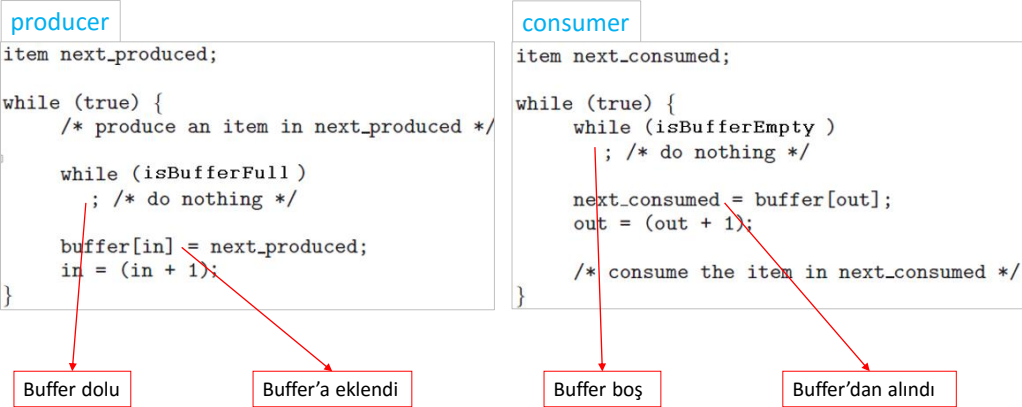 producer
item next_produced;
while (true) {
/* produce an item in next_produced */
while (isBufferFull )
; /* do nothing */
buffer[in] = next_produced;
in = (in + 1);
}
Buffer dolu
Buffer’a eklendi
consumer
item next_consumed;
while (true) {
while (isBufferEmpty )
; /* do nothing */
next_consumed = buffer[out];
out = (out + 1);
/* consume the item in next_consumed */
}
Buffer boş
Buffer’dan alındı